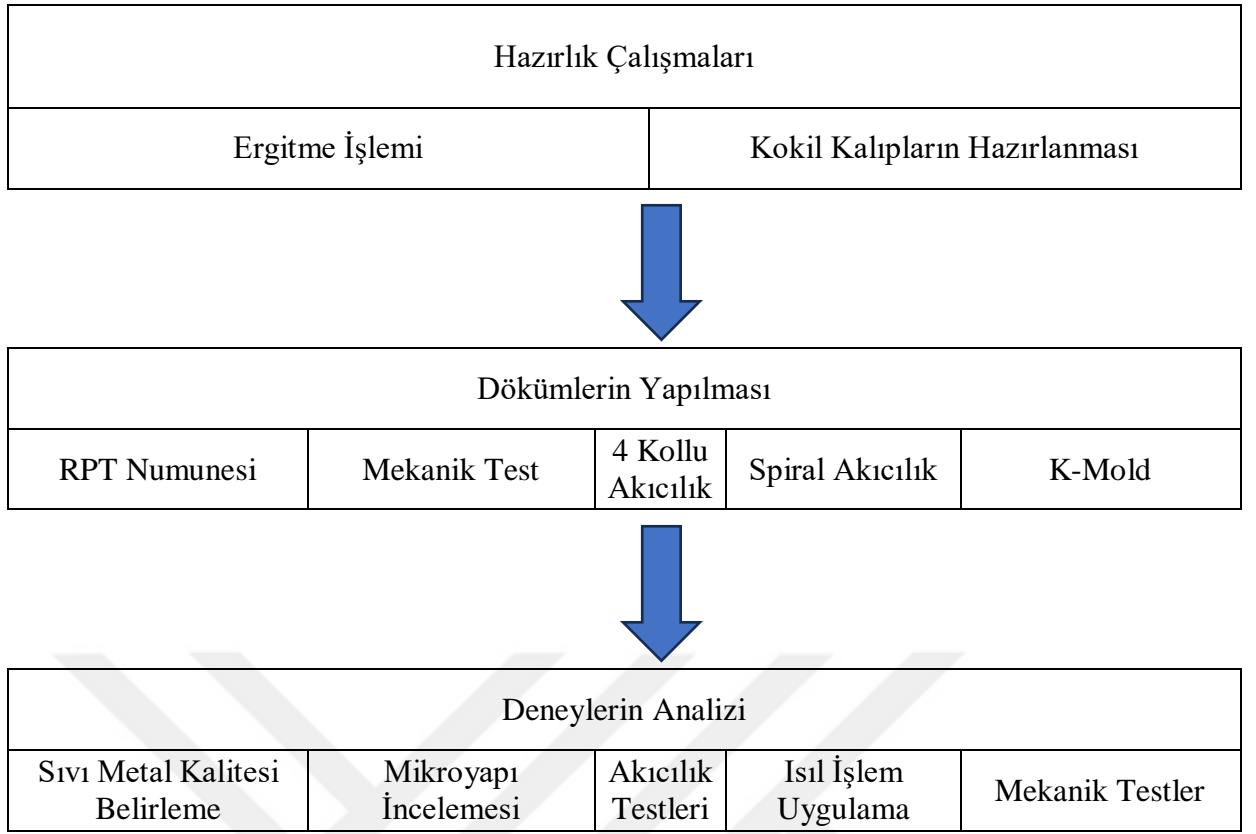 Hazırlık Çalışmaları
Ergitme İşlemi
Kokil Kalıpların Hazırlanması
Dökümlerin Yapılması
RPT Numunesi
Mekanik Test
4 Kollu
Akıcılık
Spiral Akıcılık
K-Mold
Deneylerin Analizi
Sıvı Metal Kalitesi
Belirleme
Mikroyapı
İncelemesi
Akıcılık
Testleri
Isıl İşlem
Uygulama
Mekanik Testler